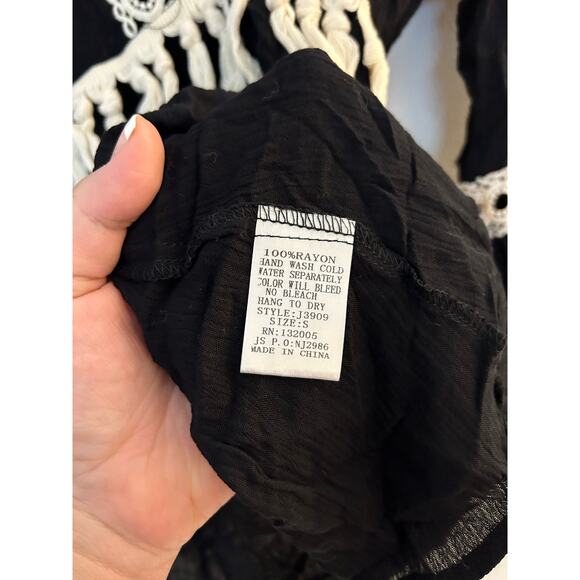 100%RAYON
HAND WASH COLD
WATER SEPARATELY
COLOR WILL BLEED
NO BLEACH
HANG TO DRY
STYLE:J3909
SIZE:S
RN:132005
JS P.O:NJ2986
MADE IN CHINA